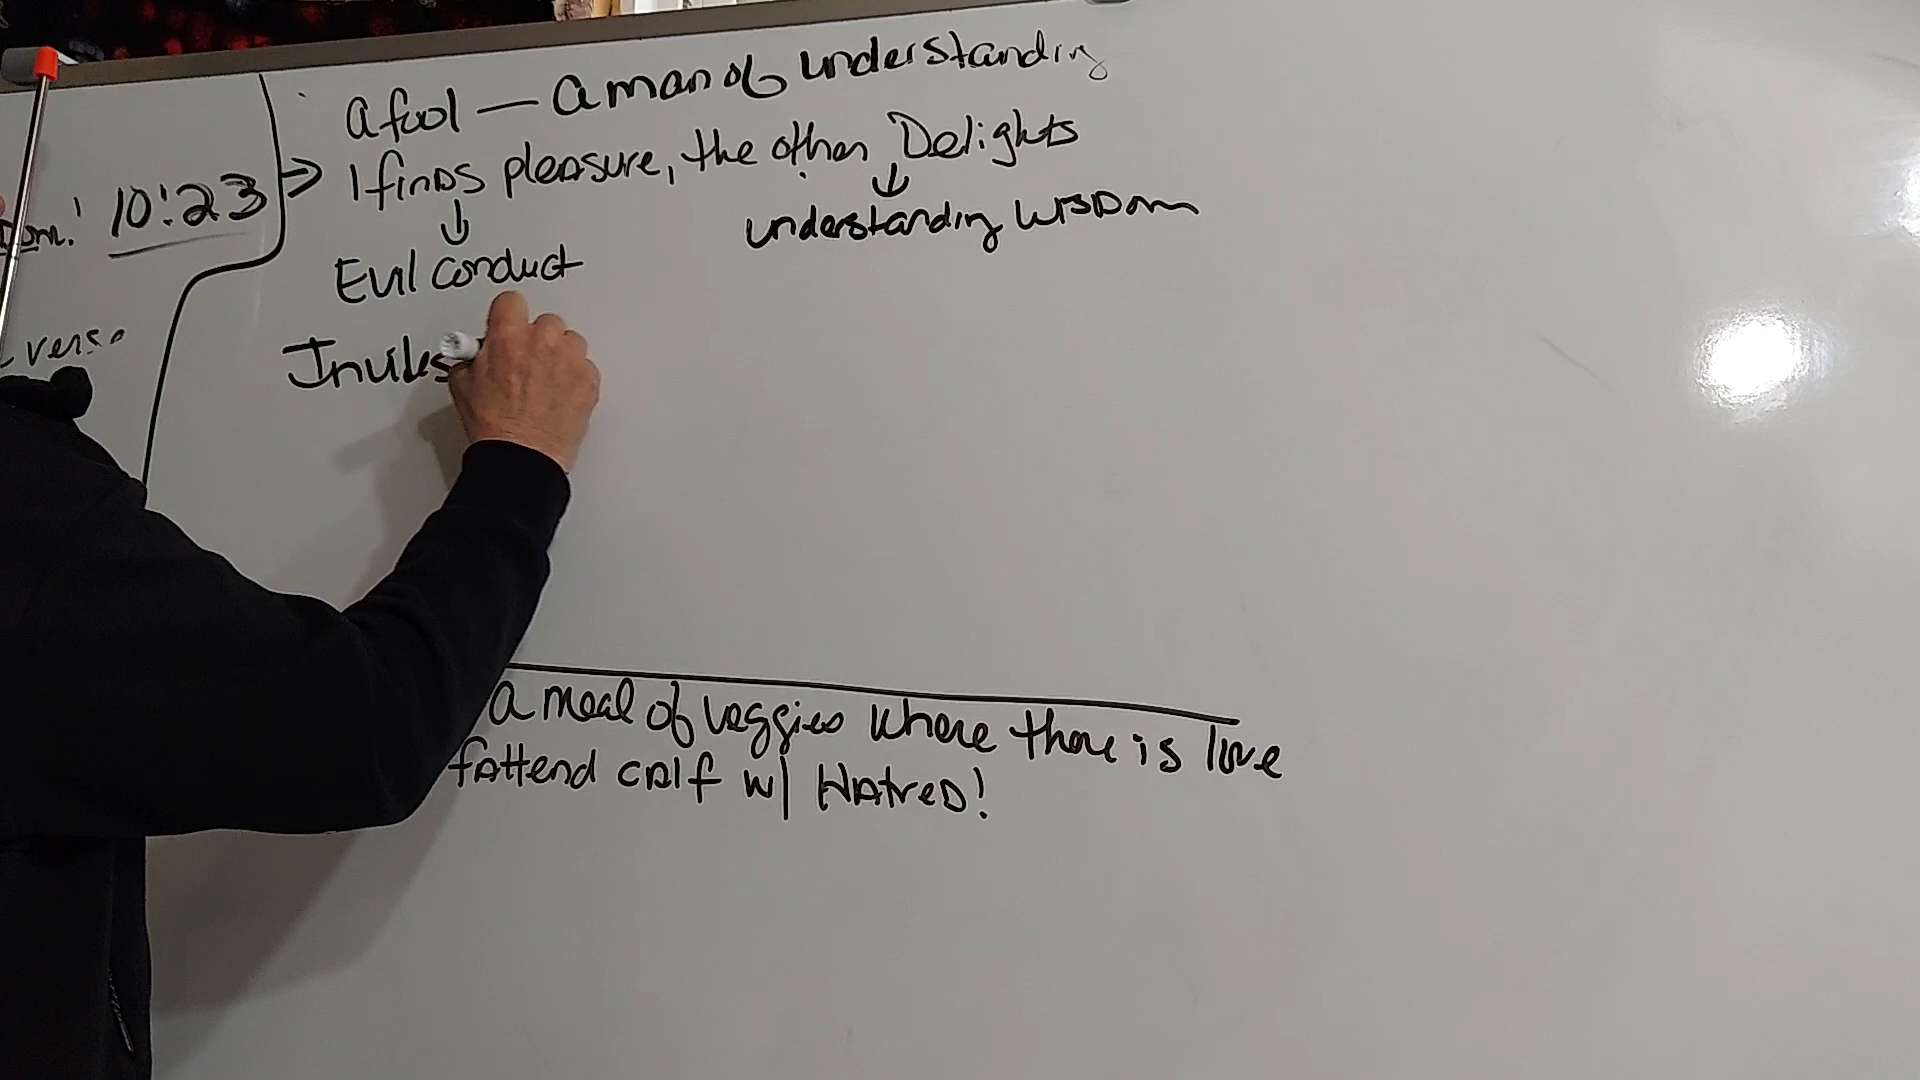 a fool — a man of understanding
10:23 → 1 finds pleasure, the other Delights
understanding wisdom
Evil conduct
verse
a meal of veggies where there is love
fattend calf w/ Hatred!